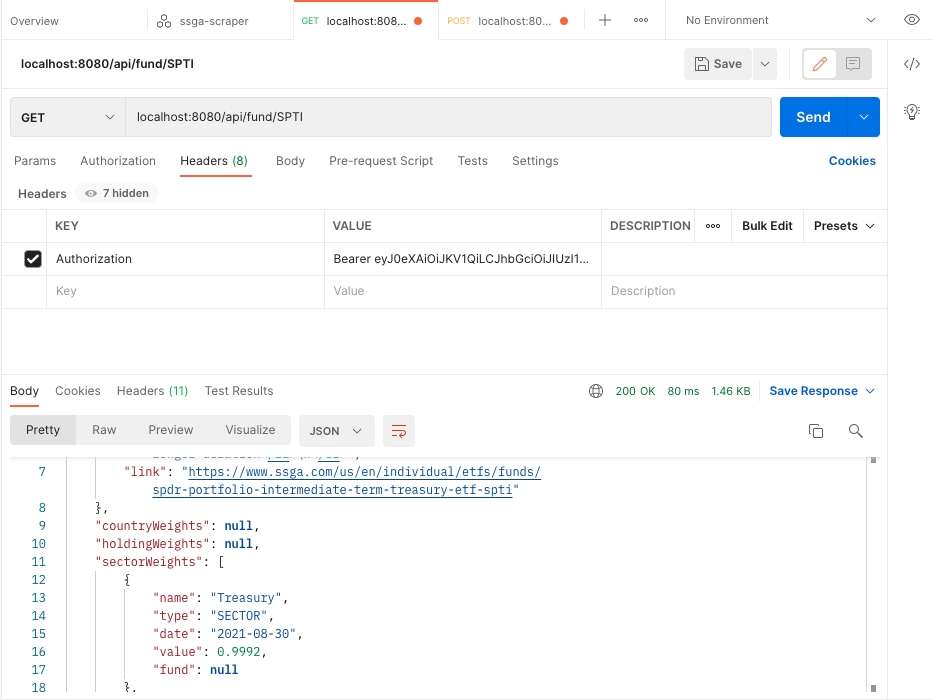 Overview
ssga-scraper
GET localhost:808...
POST localhost:80...
No Environment
localhost:8080/api/fund/SPTI
Save
GET
localhost:8080/api/fund/SPTI
Send
Params Authorization Headers (8) Body Pre-request Script Tests Settings
Cookies
Headers 7 hidden
KEY VALUE DESCRIPTION Bulk Edit Presets
Authorization Bearer eyJ0eXAiOiJKV1QiLCJhbGciOiJIUzI1...
Key Value Description
Body Cookies Headers (11) Test Results
200 OK 80 ms 1.46 KB Save Response
Pretty Raw Preview Visualize JSON
7 "link": "https://www.ssga.com/us/en/individual/etfs/funds/
spdr-portfolio-intermediate-term-treasury-etf-spti"
8 },
9 "countryWeights": null,
10 "holdingWeights": null,
11 "sectorWeights": [
12 {
13 "name": "Treasury",
14 "type": "SECTOR",
15 "date": "2021-08-30",
16 "value": 0.9992,
17 "fund": null
18 },